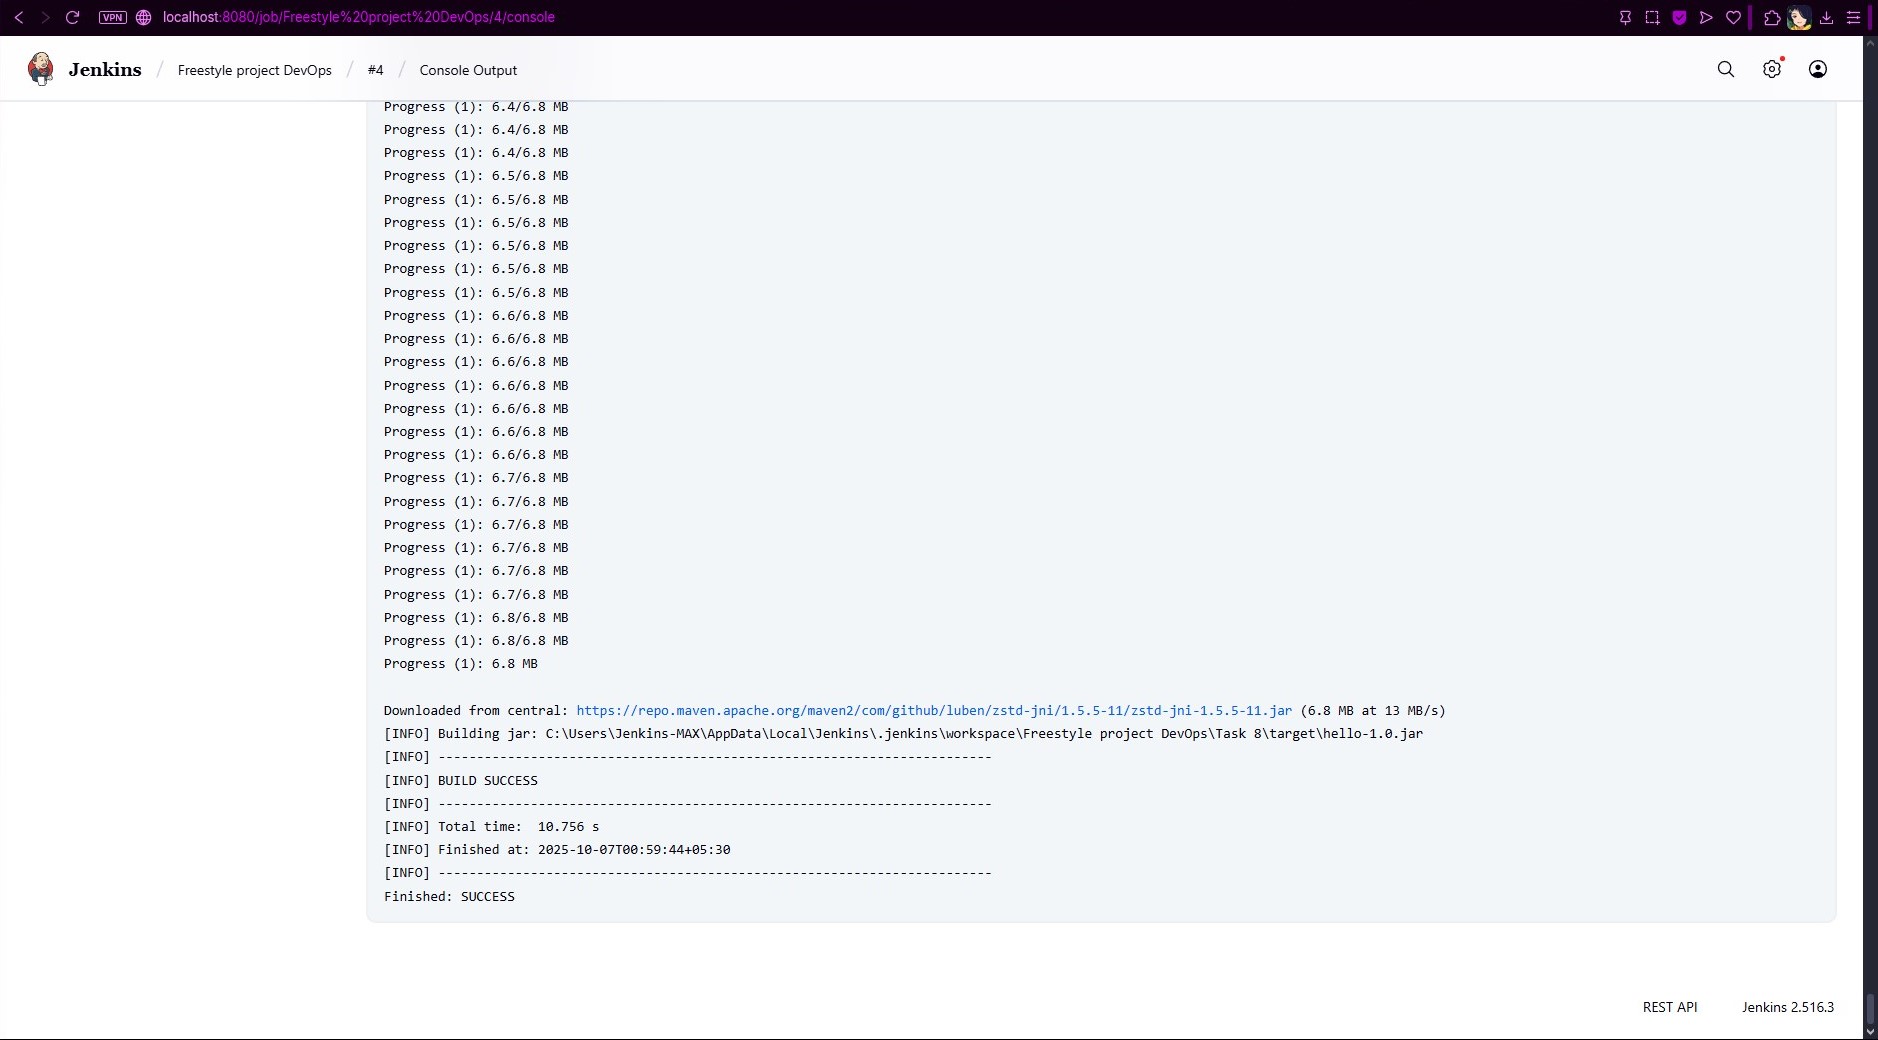 VPN localhost:8080/job/Freestyle%20project%20DevOps/4/console
Jenkins / Freestyle project DevOps / #4 / Console Output
Progress (1): 6.4/6.8 MB
Progress (1): 6.4/6.8 MB
Progress (1): 6.4/6.8 MB
Progress (1): 6.5/6.8 MB
Progress (1): 6.5/6.8 MB
Progress (1): 6.5/6.8 MB
Progress (1): 6.5/6.8 MB
Progress (1): 6.5/6.8 MB
Progress (1): 6.5/6.8 MB
Progress (1): 6.6/6.8 MB
Progress (1): 6.6/6.8 MB
Progress (1): 6.6/6.8 MB
Progress (1): 6.6/6.8 MB
Progress (1): 6.6/6.8 MB
Progress (1): 6.6/6.8 MB
Progress (1): 6.6/6.8 MB
Progress (1): 6.7/6.8 MB
Progress (1): 6.7/6.8 MB
Progress (1): 6.7/6.8 MB
Progress (1): 6.7/6.8 MB
Progress (1): 6.7/6.8 MB
Progress (1): 6.7/6.8 MB
Progress (1): 6.8/6.8 MB
Progress (1): 6.8/6.8 MB
Progress (1): 6.8 MB
Downloaded from central: https://repo.maven.apache.org/maven2/com/github/luben/zstd-jni/1.5.5-11/zstd-jni-1.5.5-11.jar (6.8 MB at 13 MB/s)
[INFO] Building jar: C:\Users\Jenkins-MAX\AppData\Local\Jenkins\.jenkins\workspace\Freestyle project DevOps\Task 8\target\hello-1.0.jar
[INFO] ------------------------------------------------------------------------
[INFO] BUILD SUCCESS
[INFO] ------------------------------------------------------------------------
[INFO] Total time:  10.756 s
[INFO] Finished at: 2025-10-07T00:59:44+05:30
[INFO] ------------------------------------------------------------------------
Finished: SUCCESS
REST API Jenkins 2.516.3